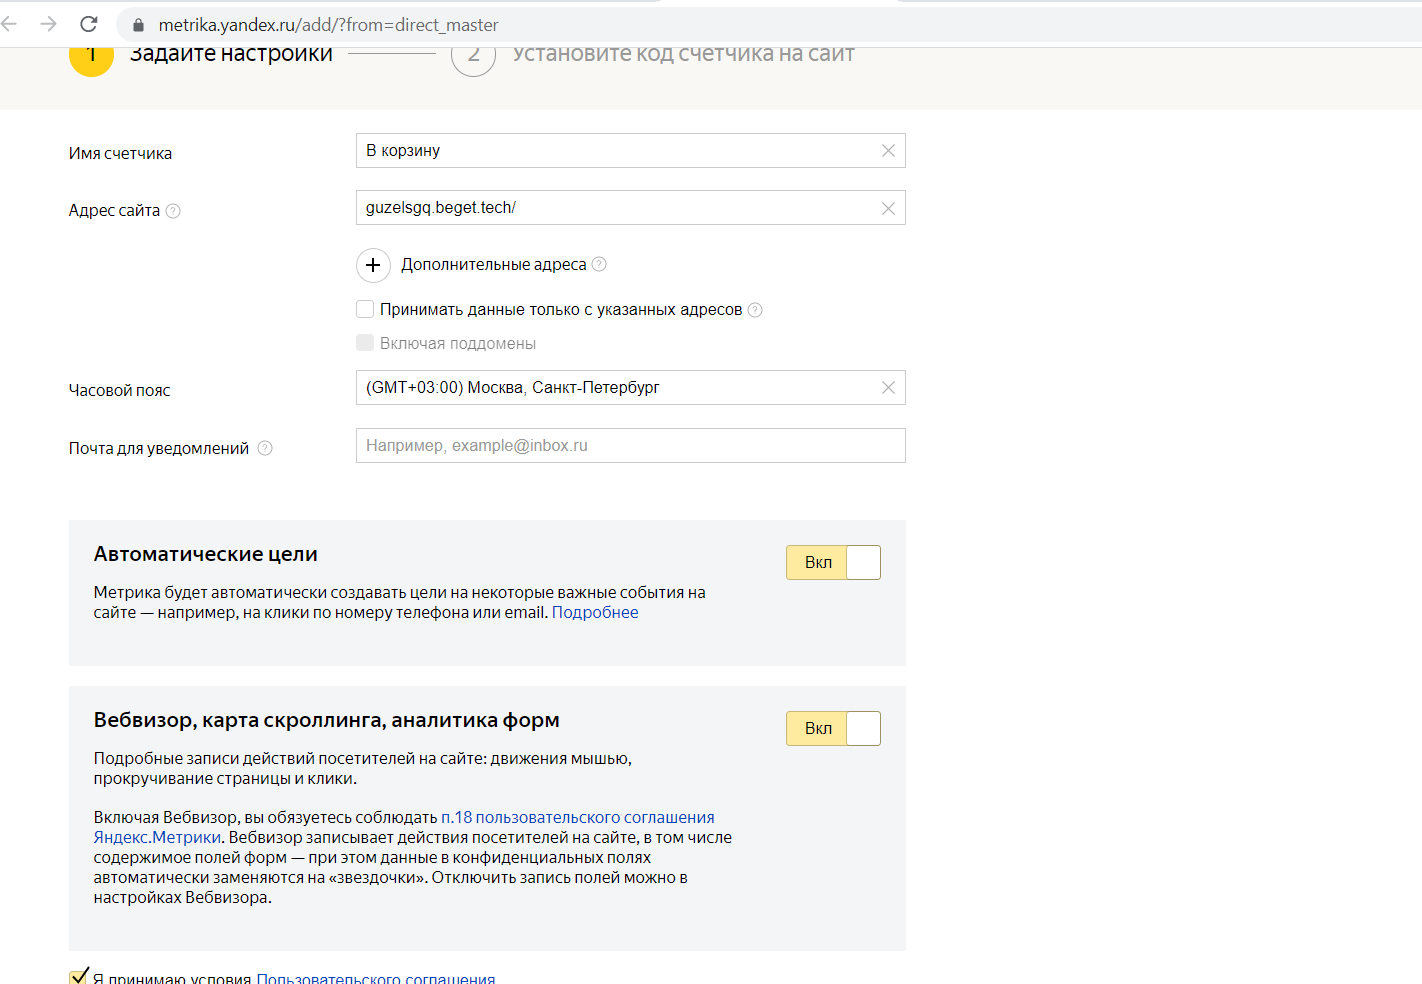 metrika.yandex.ru/add/?from=direct_master
1 Задайте настройки 2 Установите код счетчика на сайт
Имя счетчика В корзину
Адрес сайта ? guzelsgq.beget.tech/
+ Дополнительные адреса ?
Принимать данные только с указанных адресов ?
Включая поддомены
Часовой пояс (GMT+03:00) Москва, Санкт-Петербург
Почта для уведомлений ? Например, example@inbox.ru
Автоматические цели Вкл
Метрика будет автоматически создавать цели на некоторые важные события на
сайте — например, на клики по номеру телефона или email. Подробнее
Вебвизор, карта скроллинга, аналитика форм Вкл
Подробные записи действий посетителей на сайте: движения мышью,
прокручивание страницы и клики.
Включая Вебвизор, вы обязуетесь соблюдать п.18 пользовательского соглашения
Яндекс.Метрики. Вебвизор записывает действия посетителей на сайте, в том числе
содержимое полей форм — при этом данные в конфиденциальных полях
автоматически заменяются на «звездочки». Отключить запись полей можно в
настройках Вебвизора.
Я принимаю условия Пользовательского соглашения